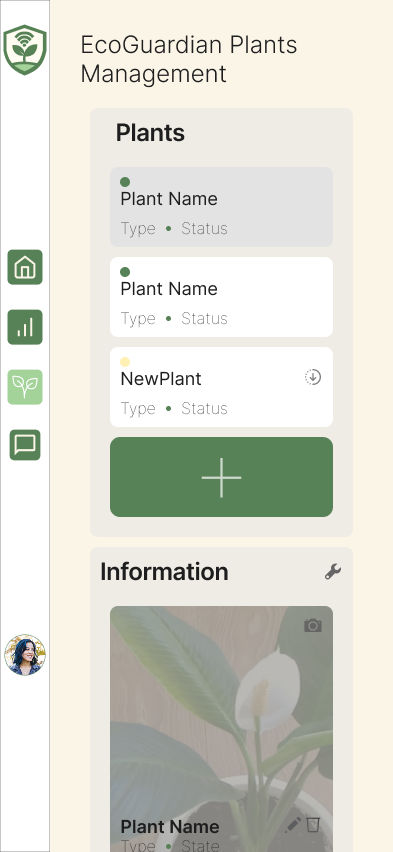 EcoGuardian Plants
Management
Plants
Plant Name
Type • Status
Plant Name
Type • Status
NewPlant
Type • Status
Information
Plant Name
Type • State